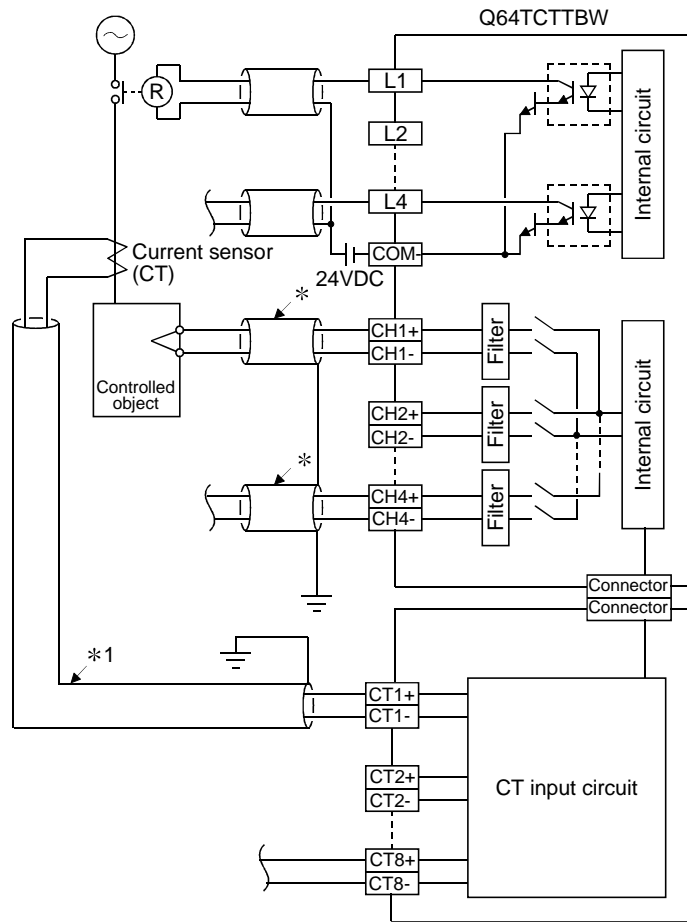 Q64TCTTBW
R
L1
L2
L4
COM-
24VDC
Internal circuit
Current sensor
(CT)
Controlled
object
*
CH1+
CH1-
CH2+
CH2-
*
CH4+
CH4-
Filter
Filter
Filter
Internal circuit
Connector
Connector
*1
CT1+
CT1-
CT2+
CT2-
CT8+
CT8-
CT input circuit